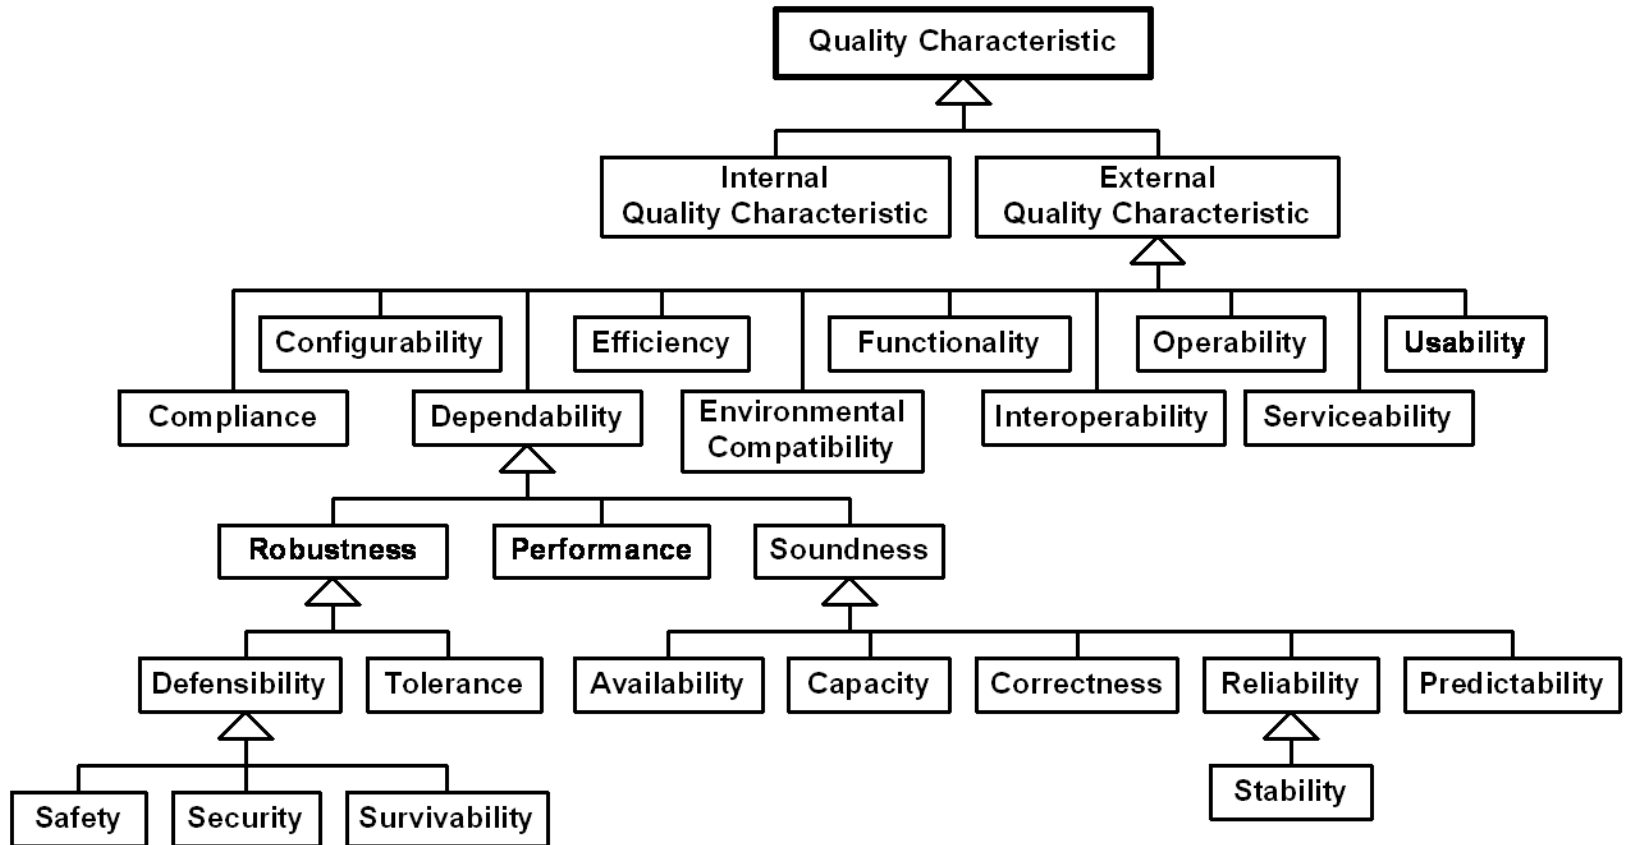 Quality Characteristic
Internal
Quality Characteristic
External
Quality Characteristic
Configurability
Efficiency
Functionality
Operability
Usability
Compliance
Dependability
Environmental
Compatibility
Interoperability
Serviceability
Robustness
Performance
Soundness
Defensibility
Tolerance
Availability
Capacity
Correctness
Reliability
Predictability
Stability
Safety
Security
Survivability